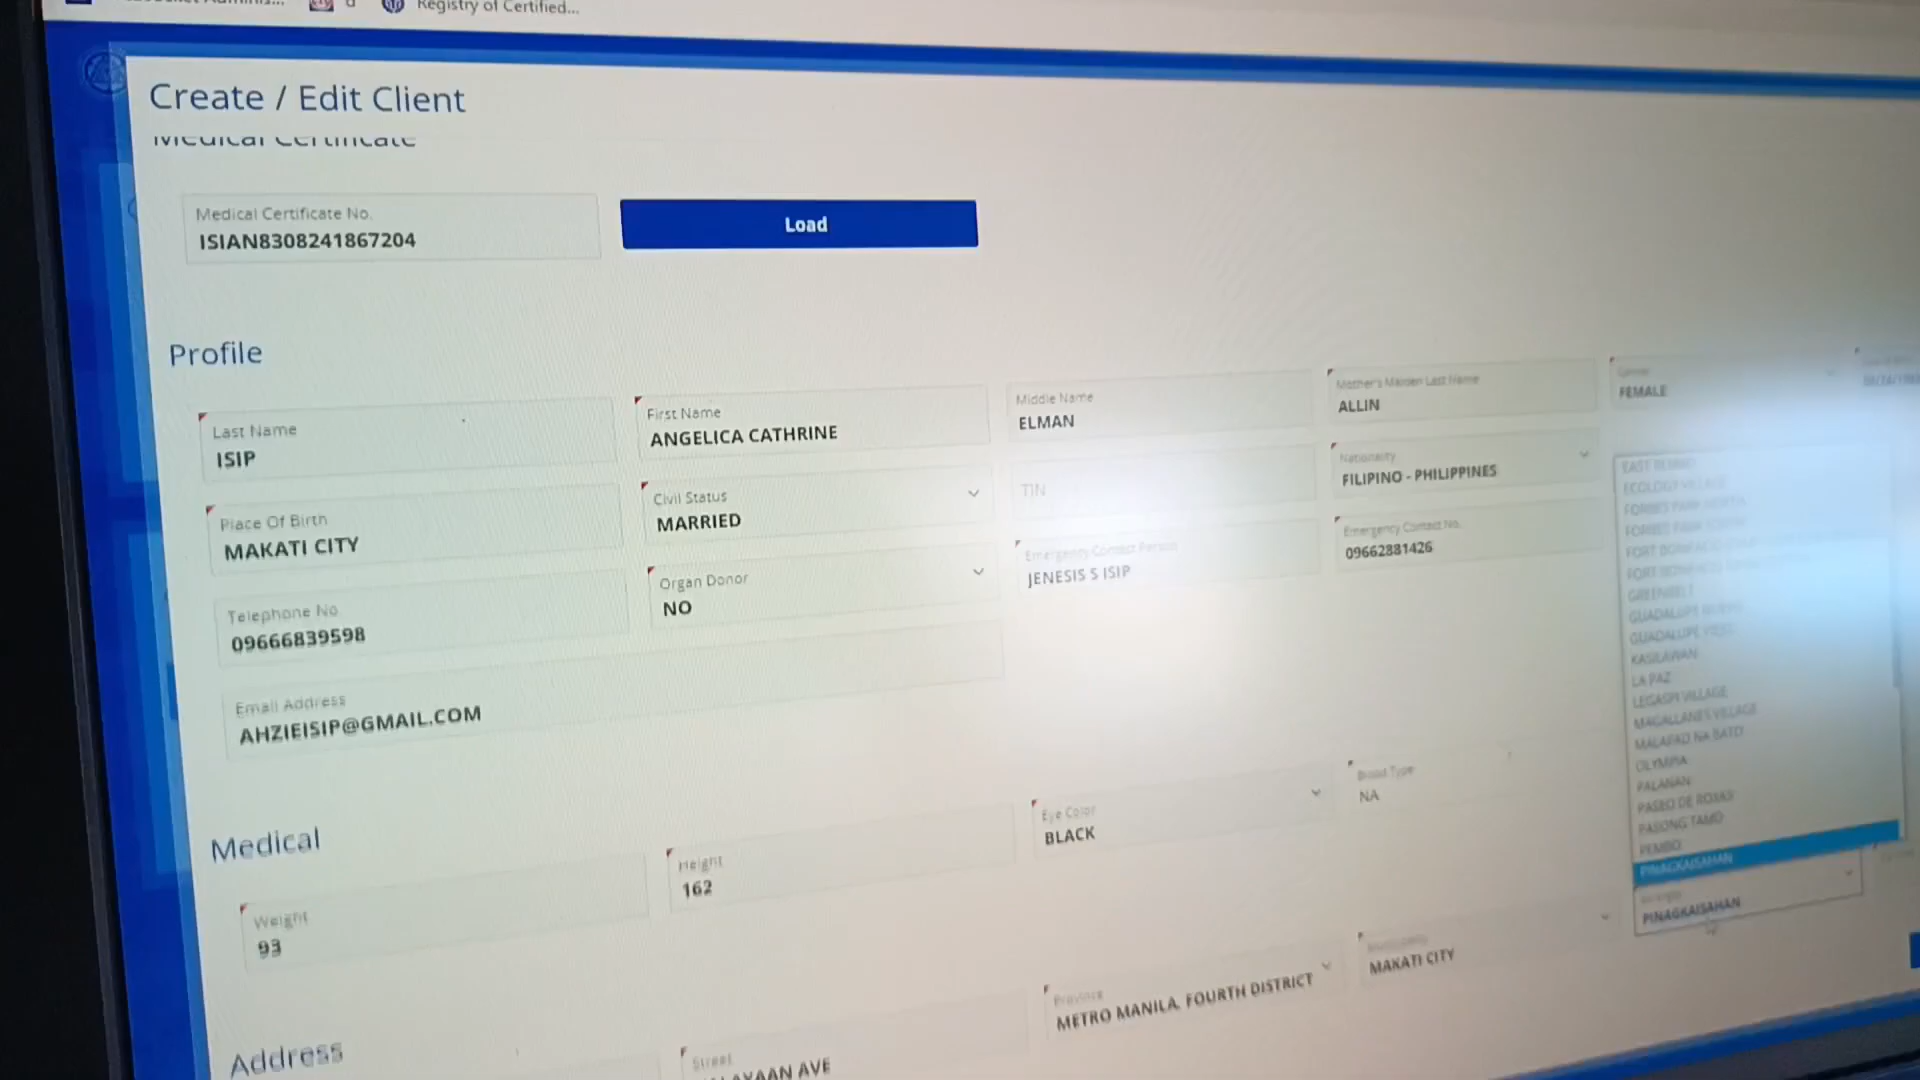 Registry of Certified...
Create / Edit Client
Medical Certificate
Medical Certificate No.
ISIAN8308241867204
Load
Profile
Last Name
ISIP
First Name
ANGELICA CATHRINE
Middle Name
ELMAN
Mother's Maiden Last Name
ALLIN
Gender
FEMALE
Place Of Birth
MAKATI CITY
Civil Status
MARRIED
TIN
Nationality
FILIPINO - PHILIPPINES
Telephone No.
09666839598
Organ Donor
NO
Emergency Contact Person
JENESIS S ISIP
Emergency Contact No.
09662881426
Email Address
AHZIEISIP@GMAIL.COM
EAST REMBO
ECOLOGY VILLAGE
FORBES PARK NORTH
FORBES PARK SOUTH
FORT BONIFACIO
FORT BONIFACIO
GREENBELT
GUADALUPE NUEVO
GUADALUPE VIEJO
KASILAWAN
LA PAZ
LEGASPI VILLAGE
MAGALLANES VILLAGE
MALAPAD NA BATO
OLYMPIA
PALANAN
PASEO DE ROXAS
PASONG TAMO
PEMBO
PINAGKAISAHAN
PINAGKAISAHAN
Medical
Weight
93
Height
162
Eye Color
BLACK
Blood Type
NA
Address
Street
LAYAAN AVE
Province
METRO MANILA, FOURTH DISTRICT
Municipality
MAKATI CITY